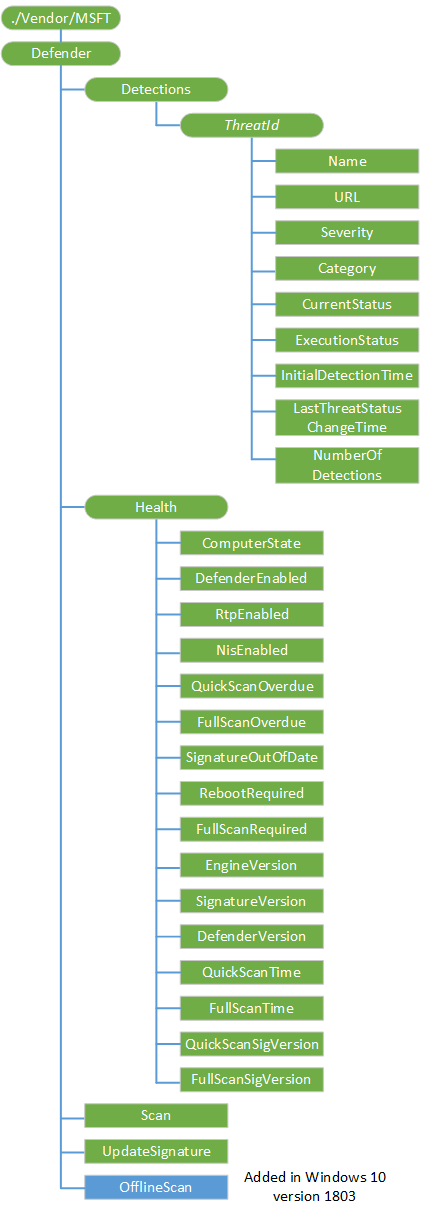 ./Vendor/MSFT
Defender
Detections
ThreatId
Name
URL
Severity
Category
CurrentStatus
ExecutionStatus
InitialDetectionTime
LastThreatStatus
ChangeTime
NumberOf
Detections
Health
ComputerState
DefenderEnabled
RtpEnabled
NisEnabled
QuickScanOverdue
FullScanOverdue
SignatureOutOfDate
RebootRequired
FullScanRequired
EngineVersion
SignatureVersion
DefenderVersion
QuickScanTime
FullScanTime
QuickScanSigVersion
FullScanSigVersion
Scan
UpdateSignature
OfflineScan
Added in Windows 10
version 1803